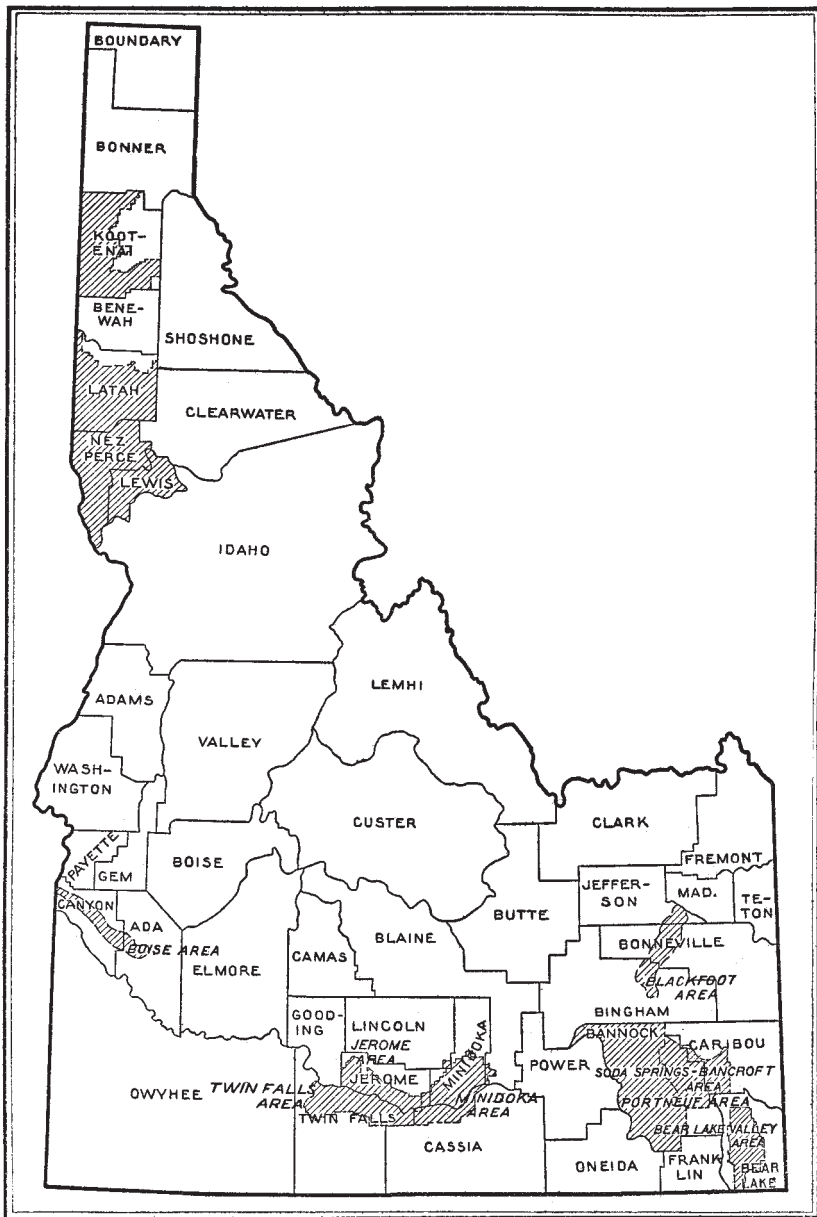 BOUNDARY
BONNER
KOOT-
ENAI
BENE-
WAH
SHOSHONE
LATAH
CLEARWATER
NEZ
PERCE
LEWIS
IDAHO
LEMHI
ADAMS
VALLEY
WASH-
INGTON
CUSTER
CLARK
FREMONT
PAYETTE
GEM
BOISE
JEFFER-
SON
MAD.
TE-
TON
CANYON
ADA
BOISE AREA
BUTTE
BLAINE
BONNEVILLE
ELMORE
CAMAS
BLACKFOOT
AREA
BINGHAM
GOOD-
ING
LINCOLN
JEROME
AREA
MINIDOKA
BANNOCK
CARIBOU
POWER
JEROME
SODA SPRINGS-BANCROFT
AREA
OWYHEE
TWIN FALLS
AREA
MINIDOKA
AREA
PORTNEUF AREA
TWIN FALLS
BEAR LAKE VALLEY
AREA
CASSIA
ONEIDA
FRANK
LIN
BEAR
LAKE